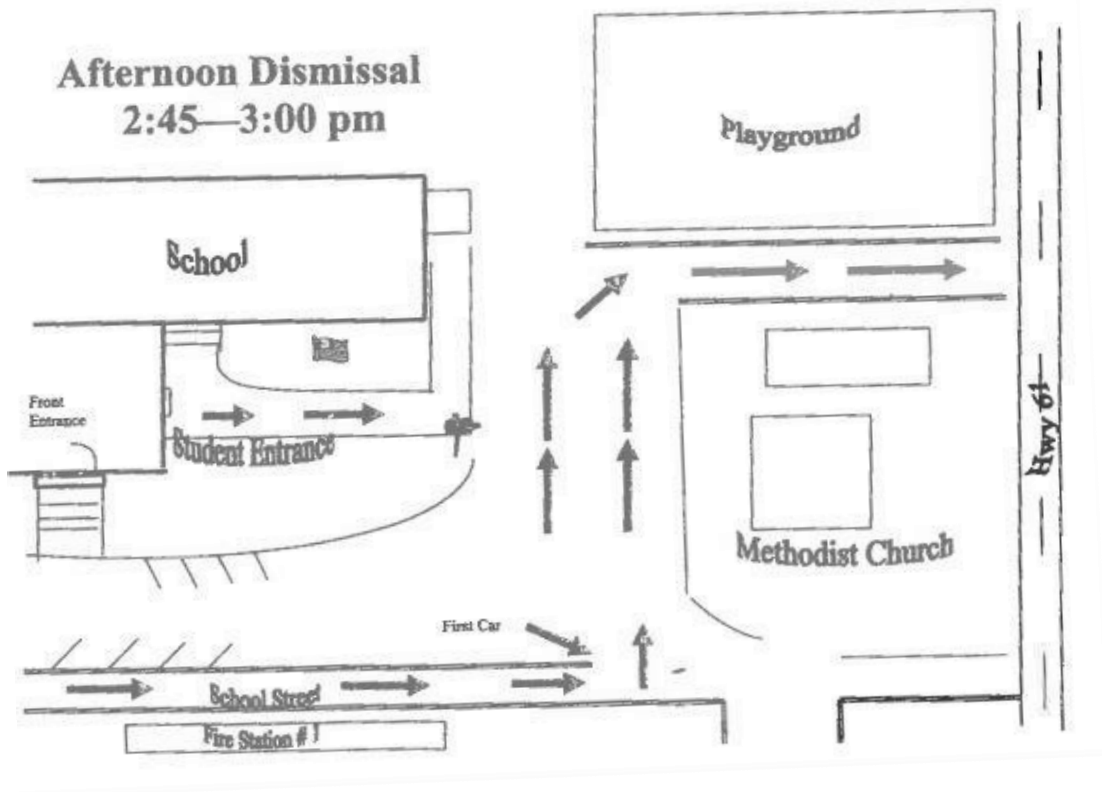 Afternoon Dismissal
2:45—3:00 pm
Playground
School
Front
Entrance
Student Entrance
Hwy 61
Methodist Church
First Car
School Street
Fire Station # 1